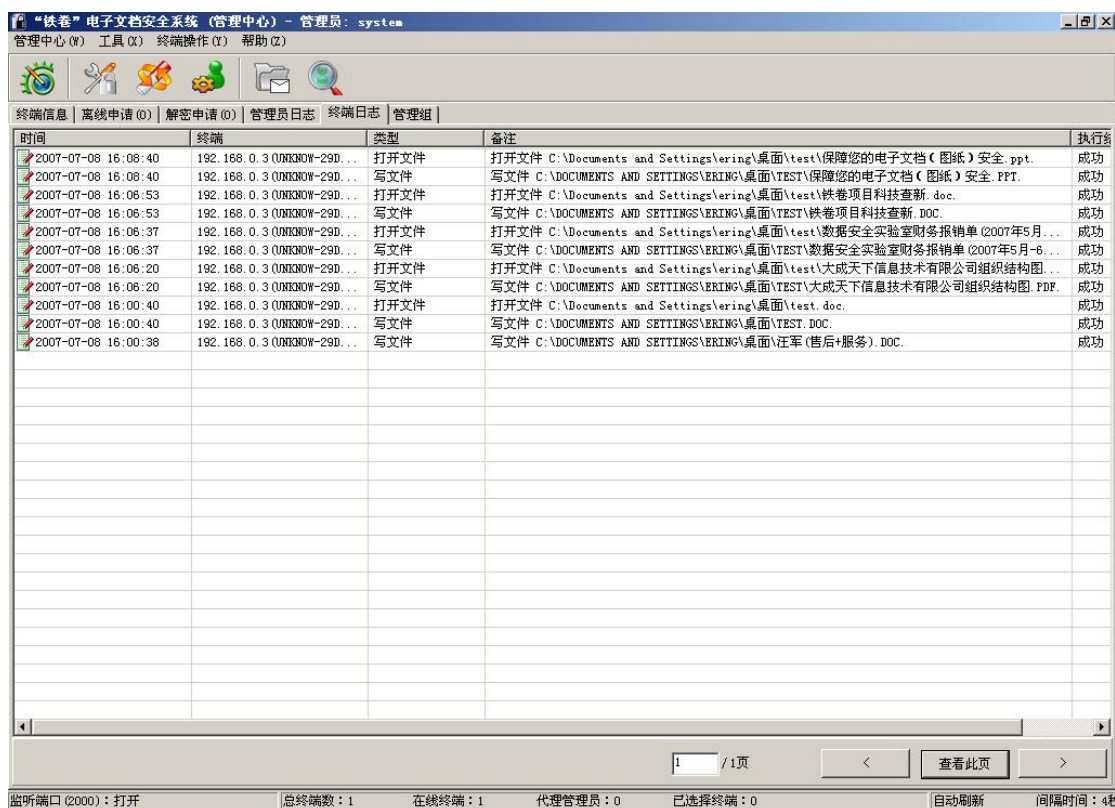 “铁卷”电子文档安全系统 (管理中心) - 管理员: system
管理中心(W) 工具(X) 终端操作(Y) 帮助(Z)
终端信息 离线申请(0) 解密申请(0) 管理员日志 终端日志 管理组
时间 终端 类型 备注 执行结
2007-07-08 16:08:40 192.168.0.3(UNKNOW-29D... 打开文件 打开文件 C:\Documents and Settings\ering\桌面\test\保障您的电子文档(图纸)安全.ppt. 成功
2007-07-08 16:08:40 192.168.0.3(UNKNOW-29D... 写文件 写文件 C:\DOCUMENTS AND SETTINGS\ERING\桌面\TEST\保障您的电子文档(图纸)安全.PPT. 成功
2007-07-08 16:06:53 192.168.0.3(UNKNOW-29D... 打开文件 打开文件 C:\Documents and Settings\ering\桌面\test\铁卷项目科技查新.doc. 成功
2007-07-08 16:06:53 192.168.0.3(UNKNOW-29D... 写文件 写文件 C:\DOCUMENTS AND SETTINGS\ERING\桌面\TEST\铁卷项目科技查新.DOC. 成功
2007-07-08 16:06:37 192.168.0.3(UNKNOW-29D... 打开文件 打开文件 C:\Documents and Settings\ering\桌面\test\数据安全实验室财务报销单(2007年5月... 成功
2007-07-08 16:06:37 192.168.0.3(UNKNOW-29D... 写文件 写文件 C:\DOCUMENTS AND SETTINGS\ERING\桌面\TEST\数据安全实验室财务报销单(2007年5月-6... 成功
2007-07-08 16:06:20 192.168.0.3(UNKNOW-29D... 打开文件 打开文件 C:\Documents and Settings\ering\桌面\test\大成天下信息技术有限公司组织结构图... 成功
2007-07-08 16:06:20 192.168.0.3(UNKNOW-29D... 写文件 写文件 C:\DOCUMENTS AND SETTINGS\ERING\桌面\TEST\大成天下信息技术有限公司组织结构图.PDF. 成功
2007-07-08 16:00:40 192.168.0.3(UNKNOW-29D... 打开文件 打开文件 C:\Documents and Settings\ering\桌面\test.doc. 成功
2007-07-08 16:00:40 192.168.0.3(UNKNOW-29D... 写文件 写文件 C:\DOCUMENTS AND SETTINGS\ERING\桌面\TEST.DOC. 成功
2007-07-08 16:00:38 192.168.0.3(UNKNOW-29D... 写文件 写文件 C:\DOCUMENTS AND SETTINGS\ERING\桌面\汪军(售后+服务).DOC. 成功
1 /1页 < 查看此页 >
监听端口(2000):打开 总终端数:1 在线终端:1 代理管理员:0 已选择终端:0 自动刷新 间隔时间:4秒